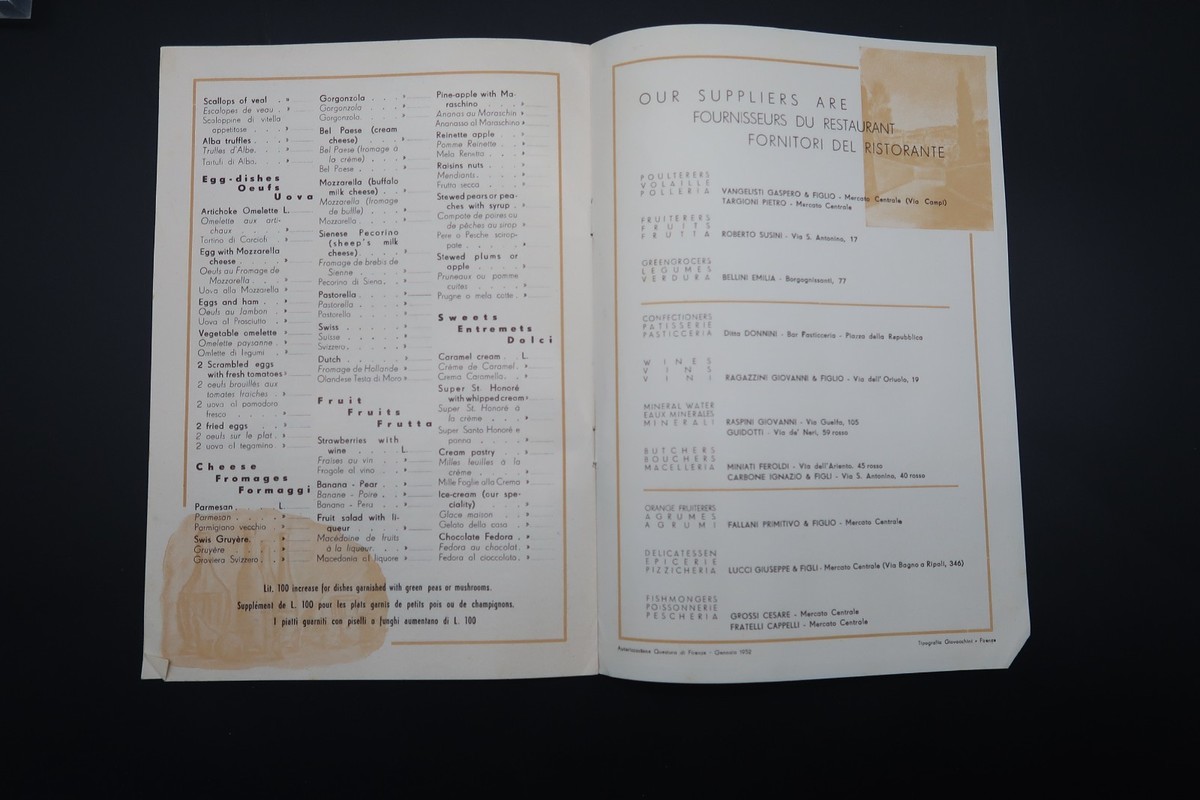 Scallops of veal . »
Escalopes de veau . »
Scaloppine di vitella
appetitose . . . »
Alba truffles . . . »
Truffes d'Albe. . . »
Tartufi di Alba. . . »
Egg-dishes
Oeufs
Uova
Artichoke Omelette L.
Omelette aux arti-
chaux . . . . »
Tortino di Carciofi . »
Egg with Mozzarella
cheese . . . . »
Oeufs au Fromage de
Mozzarella . . . »
Uova alla Mozzarella »
Eggs and ham . . »
Oeufs au Jambon . »
Uova al Prosciutto . »
Vegetable omelette »
Omelette paysanne . »
Omlette di legumi . »
2 Scrambled eggs
with fresh tomatoes »
2 oeufs brouillés aux
tomates fraiches . »
2 uova al pomodoro
fresco . . . . »
2 fried eggs . . »
2 oeufs sur le plat . »
2 uova al tegamino . »
Cheese
Fromages
Formaggi
Parmesan . . . L.
Parmesan . . . . »
Parmigiano vecchio . »
Swis Gruyère. . . »
Gruyère . . . . »
Groviera Svizzero . . »
Gorgonzola . . . »
Gorgonzola . . . »
Gorgonzola. . . . »
Bel Paese (cream
cheese) . . . . »
Bel Paese (fromage à
la crème) . . . »
Bel Paese . . . . »
Mozzarella (buffalo
milk cheese) . . . »
Mozzarella (fromage
de buffle) . . . »
Mozzarella . . . . »
Sienese Pecorino
(sheep's milk
cheese). . . . »
Fromage de brebis de
Sienne . . . . »
Pecorino di Siena. . »
Pastorella . . . . »
Pastorella . . . . »
Pastorella . . . . »
Swiss . . . . . »
Suisse . . . . . »
Svizzero. . . . . »
Dutch . . . . . »
Fromage de Hollande »
Olandese Testa di Moro »
Fruit
Fruits
Frutta
Strawberries with
wine . . . . . L.
Fraises au vin . . »
Fragole al vino . . »
Banana - Pear . . »
Banane - Poire . . »
Banana - Pera . . »
Fruit salad with li-
queur . . . . »
Macédoine de fruits
à la liqueur. . . »
Macedonia al liquore »
Pine-apple with Ma-
raschino . . . »
Ananas au Maraschin »
Ananasso al Maraschino »
Reinette apple . . »
Pomme Reinette . . »
Mela Renetta . . . »
Raisins nuts . . . »
Mendiants. . . . »
Frutta secca . . . »
Stewed pears or pea-
ches with syrup . »
Compote de poires ou
de pêches au sirop »
Pere o Pesche scirop-
pate . . . . . »
Stewed plums or
apple . . . . »
Pruneaux ou pomme
cuites . . . . »
Prugne o mela cotte . »
Sweets
Entremets
Dolci
Caramel cream . L.
Crème de Caramel . »
Crema Caramella. . »
Super St. Honoré
with whipped cream »
Super St. Honoré à
la crème . . . »
Super Santo Honoré e
panna . . . . »
Cream pastry . . »
Milles feuilles à la
crème . . . . »
Mille Foglie alla Crema »
Ice-cream (our spe-
ciality) . . . . »
Glace maison . . »
Gelato della casa . »
Chocolate Fedora . »
Fedora au chocolat. »
Fedora al cioccolato. »
Lit. 100 increase for dishes garnished with green peas or mushrooms.
Supplément de L. 100 pour les plats garnis de petits pois ou de champignons.
I piatti guarniti con piselli o funghi aumentano di L. 100
OUR SUPPLIERS ARE
FOURNISSEURS DU RESTAURANT
FORNITORI DEL RISTORANTE
POULTERERS
VOLAILLE
POLLERIA
VANGELISTI GASPERO & FIGLIO - Mercato Centrale (Via Campi)
TARGIONI PIETRO - Mercato Centrale
FRUITERERS
FRUITS
FRUTTA
ROBERTO SUSINI - Via S. Antonino, 17
GREENGROCERS
LEGUMES
VERDURA
BELLINI EMILIA - Borgognissanti, 77
CONFFCTIONERS
PATISSERIE
PASTICCERIA
Ditta DONNINI - Bar Pasticceria - Piazza della Repubblica
WINES
VINS
VINI
RAGAZZINI GIOVANNI & FIGLIO - Via dell'Ortuolo, 19
MINERAL WATER
EAUX MINERALES
MINERALI
RASPINI GIOVANNI - Via Guelfa, 105
GUIDOTTI - Via de' Neri, 59 rosso
BUTCHERS
BOUCHERS
MACELLERIA
MINIATI FEROLDI - Via dell'Ariento, 45 rosso
CARBONE IGNAZIO & FIGLI - Via S. Antonino, 40 rosso
ORANGE FRUITERERS
AGRUMES
AGRUMI
FALLANI PRIMITIVO & FIGLIO - Mercato Centrale
DELICATESSEN
EPICERIE
PIZZICHERIA
LUCCI GIUSEPPE & FIGLI - Mercato Centrale (Via Bagno a Ripoli, 346)
FISHMONGERS
POISSONNERIE
PESCHERIA
GROSSI CESARE - Mercato Centrale
FRATELLI CAPPELLI - Mercato Centrale
Autorizzazione Questura di Firenze - Gennaio 1952
Tipografia Giovacchini - Firenze